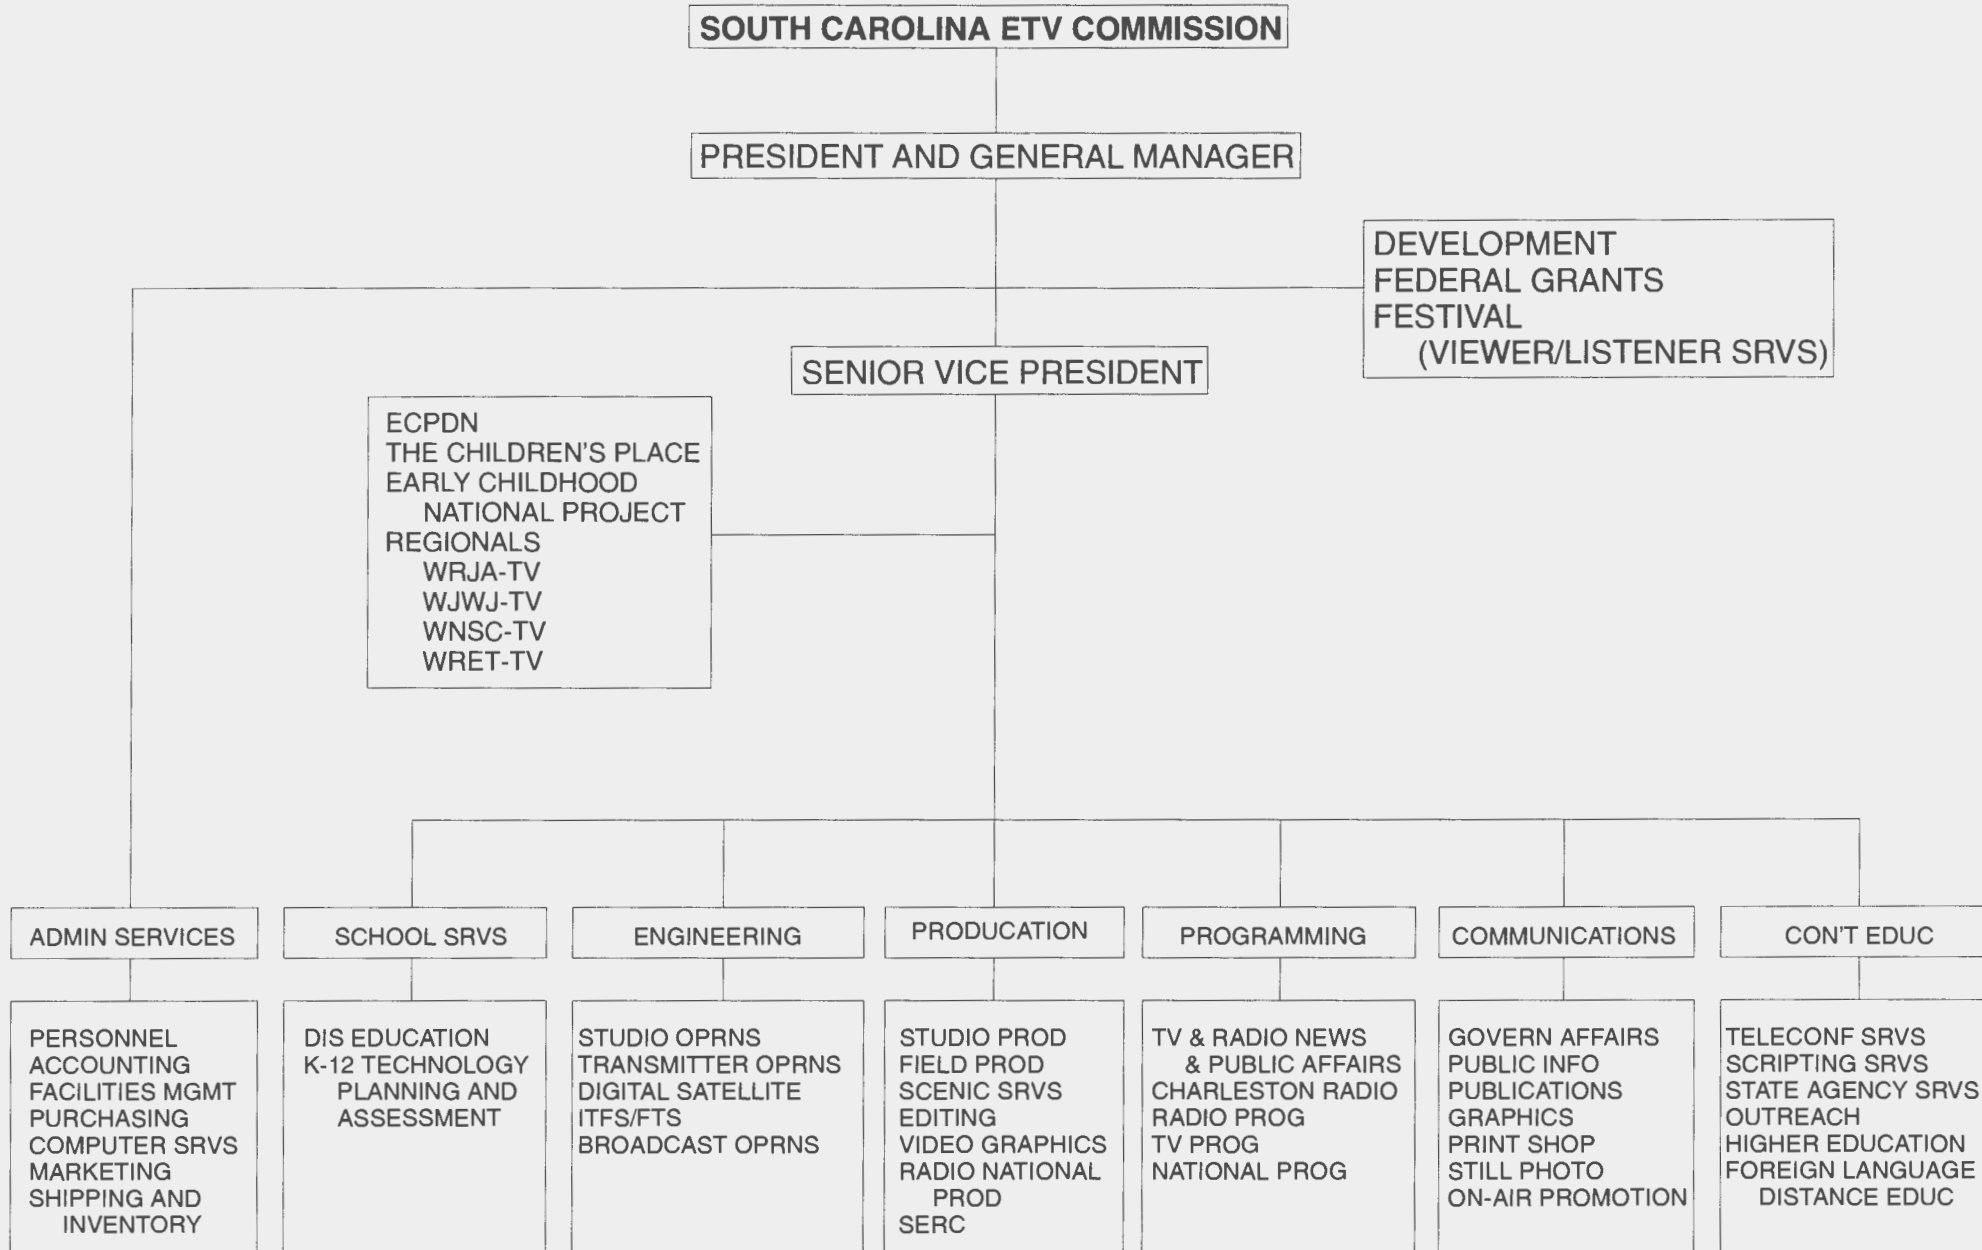 SOUTH CAROLINA ETV COMMISSION
PRESIDENT AND GENERAL MANAGER
DEVELOPMENT
FEDERAL GRANTS
FESTIVAL
(VIEWER/LISTENER SRVS)
SENIOR VICE PRESIDENT
ECPDN
THE CHILDREN'S PLACE
EARLY CHILDHOOD
NATIONAL PROJECT
REGIONALS
WRJA-TV
WJWJ-TV
WNSC-TV
WRET-TV
ADMIN SERVICES
PERSONNEL
ACCOUNTING
FACILITIES MGMT
PURCHASING
COMPUTER SRVS
MARKETING
SHIPPING AND
INVENTORY
SCHOOL SRVS
DIS EDUCATION
K-12 TECHNOLOGY
PLANNING AND
ASSESSMENT
ENGINEERING
STUDIO OPRNS
TRANSMITTER OPRNS
DIGITAL SATELLITE
ITFS/FTS
BROADCAST OPRNS
PRODUCATION
STUDIO PROD
FIELD PROD
SCENIC SRVS
EDITING
VIDEO GRAPHICS
RADIO NATIONAL
PROD
SERC
PROGRAMMING
TV & RADIO NEWS
& PUBLIC AFFAIRS
CHARLESTON RADIO
RADIO PROG
TV PROG
NATIONAL PROG
COMMUNICATIONS
GOVERN AFFAIRS
PUBLIC INFO
PUBLICATIONS
GRAPHICS
PRINT SHOP
STILL PHOTO
ON-AIR PROMOTION
CON'T EDUC
TELECONF SRVS
SCRIPTING SRVS
STATE AGENCY SRVS
OUTREACH
HIGHER EDUCATION
FOREIGN LANGUAGE
DISTANCE EDUC